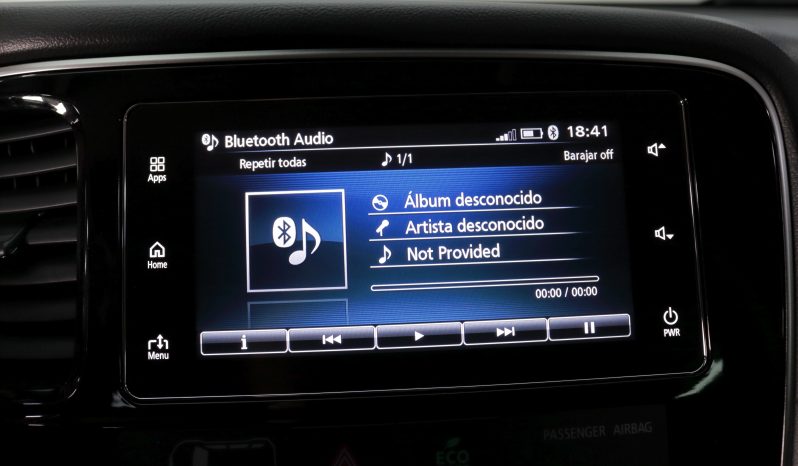 Bluetooth Audio 18:41
Repetir todas 1/1 Barajar off
Álbum desconocido
Artista desconocido
Not Provided
00:00 / 00:00
Apps
Home
Menu
PWR
PASSENGER AIRBAG
ECO